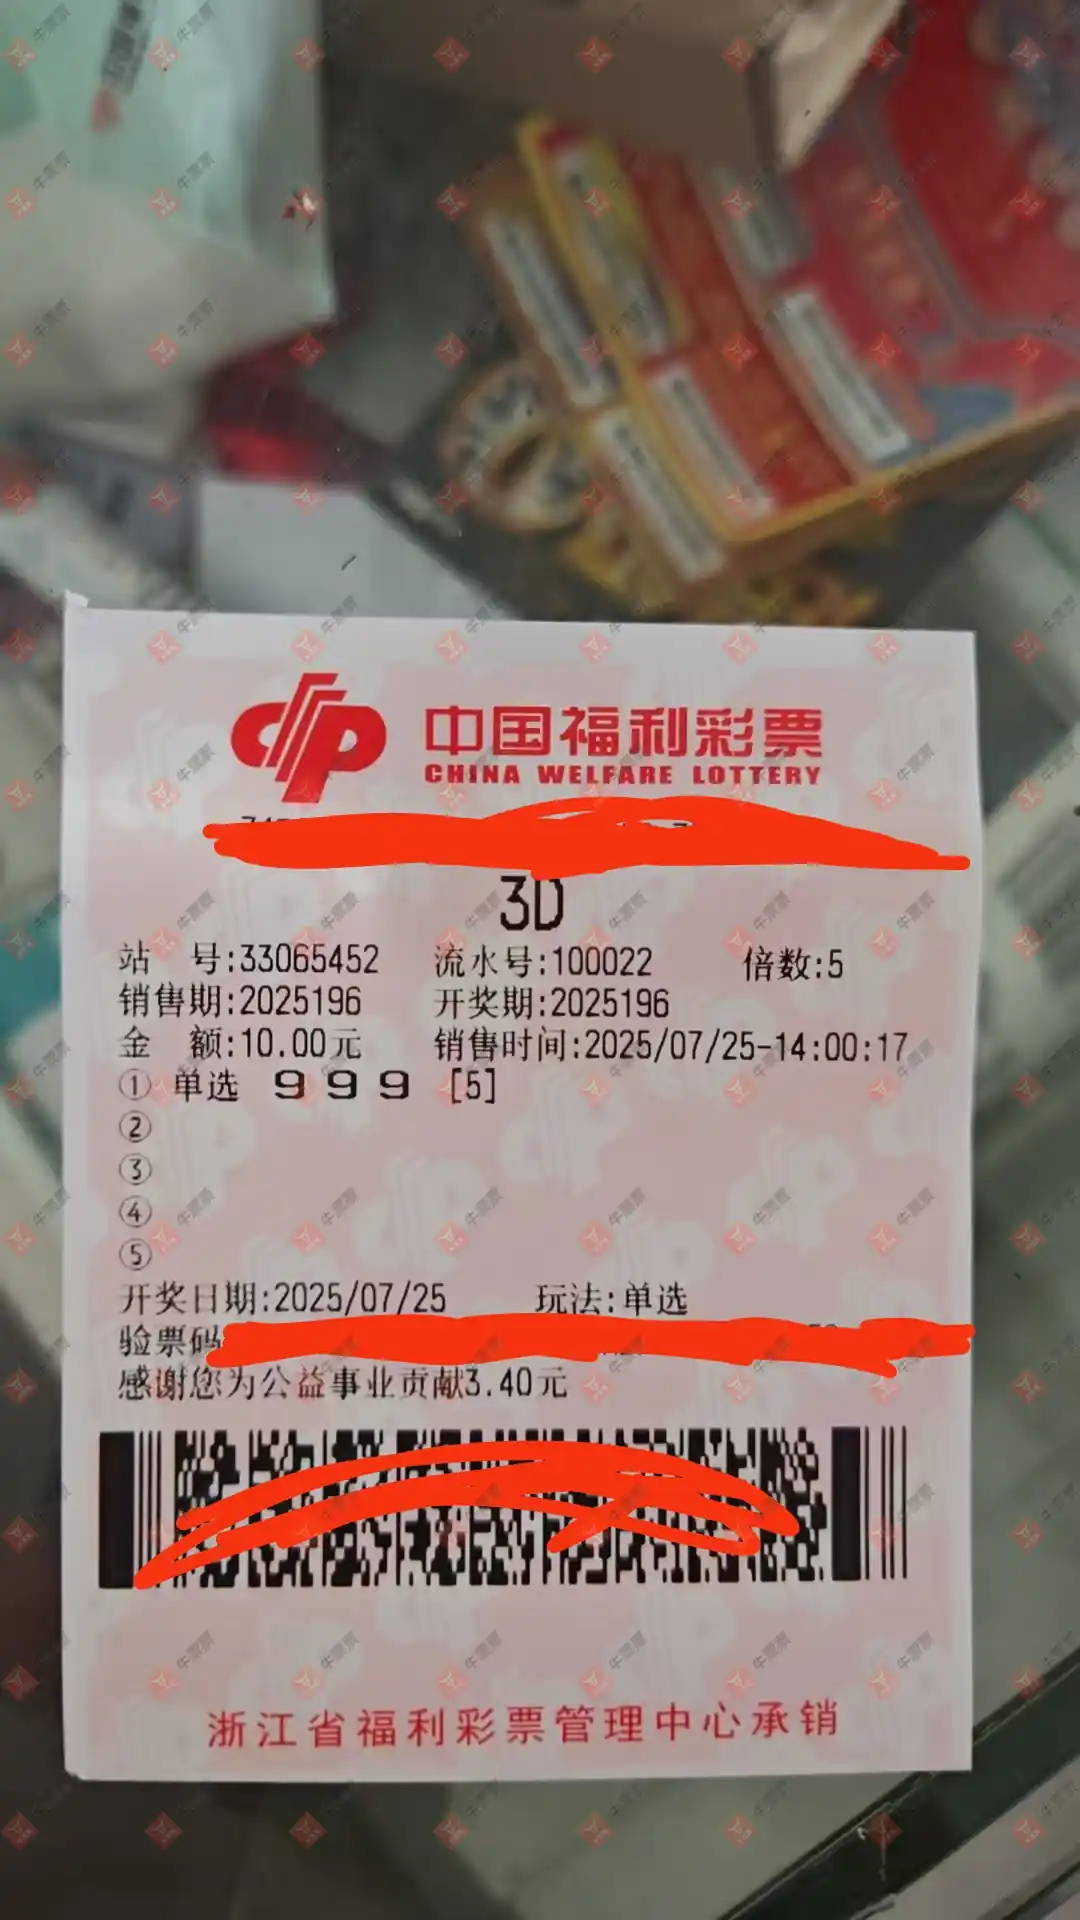 中国福利彩票
CHINA WELFARE LOTTERY
3D
站 号:33065452 流水号:100022 倍数:5
销售期:2025196 开奖期:2025196
金 额:10.00元 销售时间:2025/07/25-14:00:17
① 单选 9 9 9 [5]
②
③
④
⑤
开奖日期:2025/07/25 玩法:单选
验票码
感谢您为公益事业贡献3.40元
浙江省福利彩票管理中心承销